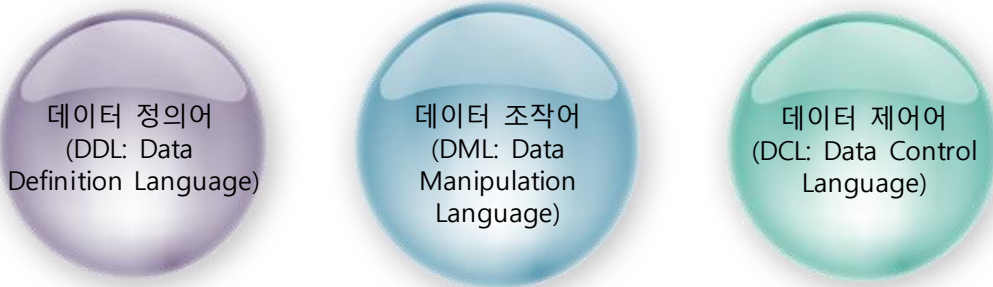 데이터 정의어
(DDL: Data
Definition Language)
데이터 조작어
(DML: Data
Manipulation
Language)
데이터 제어어
(DCL: Data Control
Language)